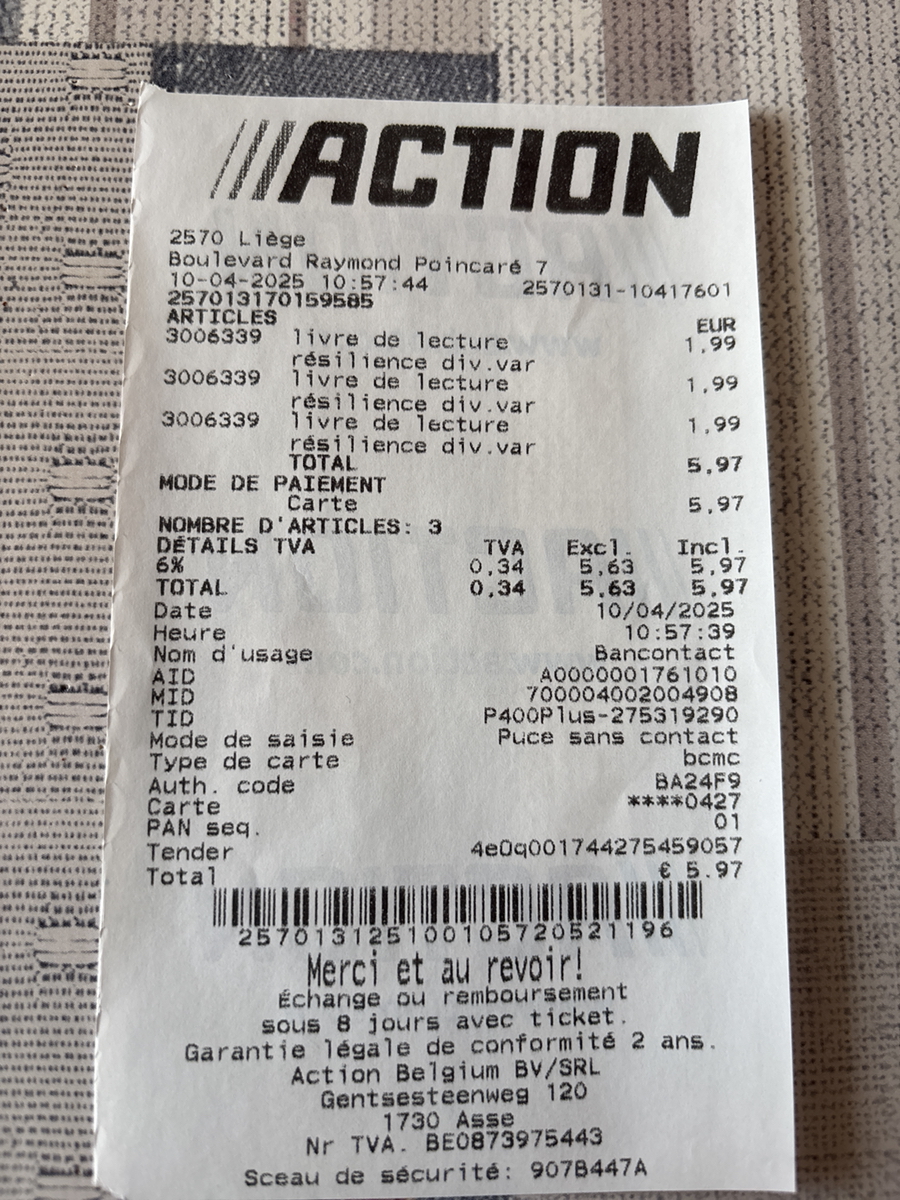 ACTION
2570 Liège
Boulevard Raymond Poincaré 7
10-04-2025 10:57:44 2570131-10417601
257013170159585
ARTICLES EUR
3006339 livre de lecture 1,99
résilience div.var
3006339 livre de lecture 1,99
résilience div.var
3006339 livre de lecture 1,99
résilience div.var
TOTAL 5,97
MODE DE PAIEMENT
Carte 5,97
NOMBRE D'ARTICLES: 3
DÉTAILS TVA TVA Excl. Incl.
6% 0,34 5,63 5,97
TOTAL 0,34 5,63 5,97
Date 10/04/2025
Heure 10:57:39
Nom d'usage Bancontact
AID A0000001761010
MID 700004002004908
TID P400Plus-275319290
Mode de saisie Puce sans contact
Type de carte bcmc
Auth. code BA24F9
Carte ****0427
PAN seq. 01
Tender 4e0q001744275459057
Total € 5.97
257013125100105720521196
Merci et au revoir!
Échange ou remboursement
sous 8 jours avec ticket.
Garantie légale de conformité 2 ans.
Action Belgium BV/SRL
Gentsesteenweg 120
1730 Asse
Nr TVA. BE0873975443
Sceau de sécurité: 907B447A